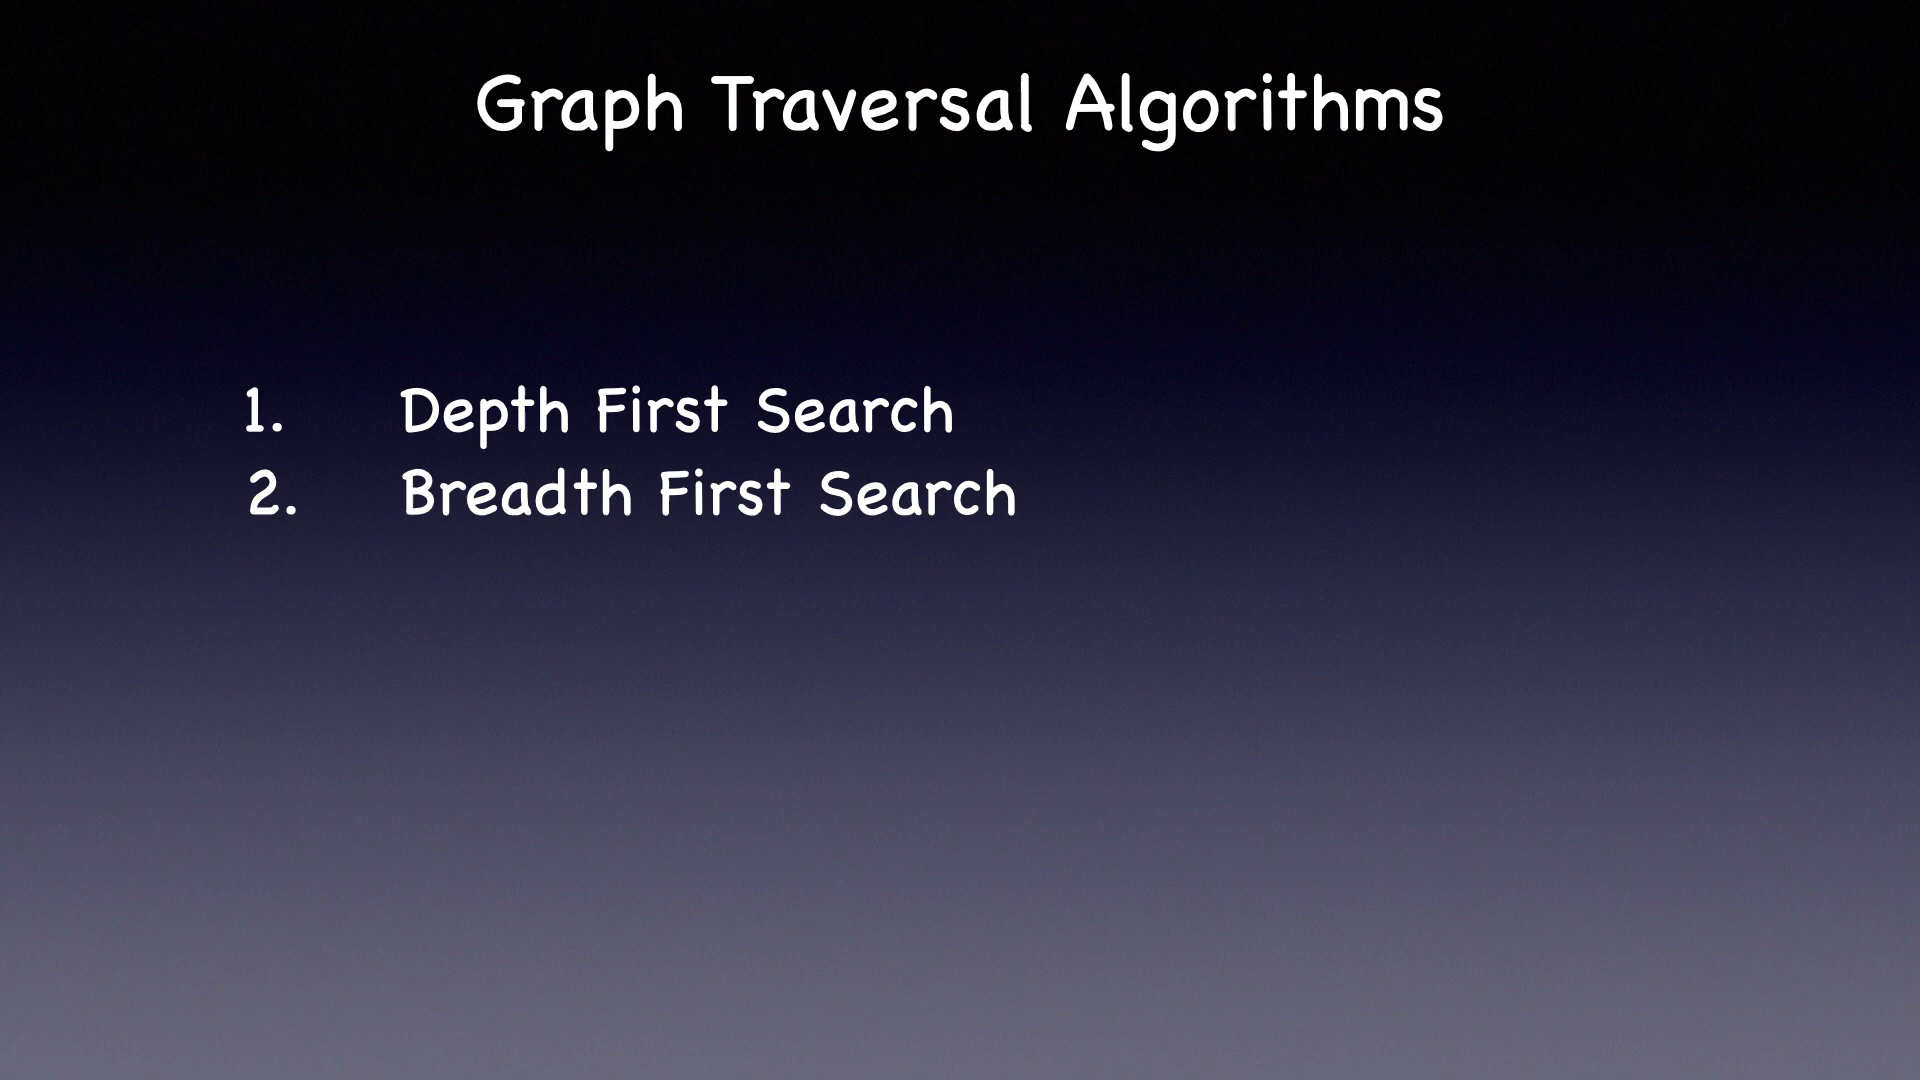 Graph Traversal Algorithms
1. Depth First Search
2. Breadth First Search